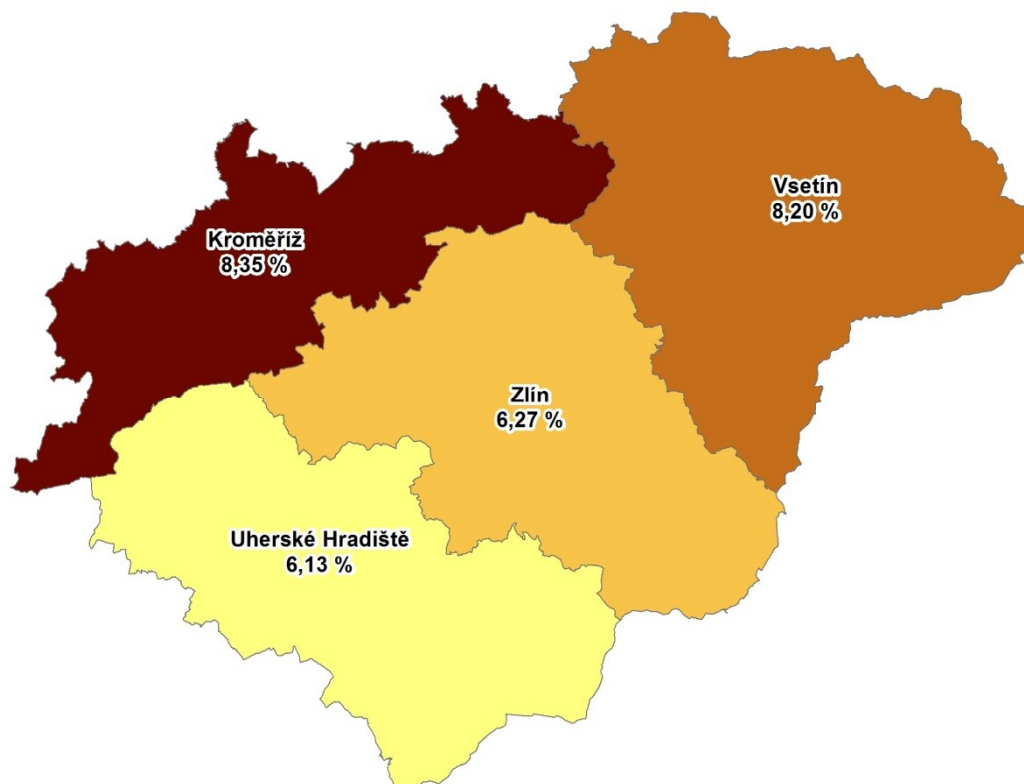 Vsetín
8,20 %
Kroměříž
8,35 %
Zlín
6,27 %
Uherské Hradiště
6,13 %